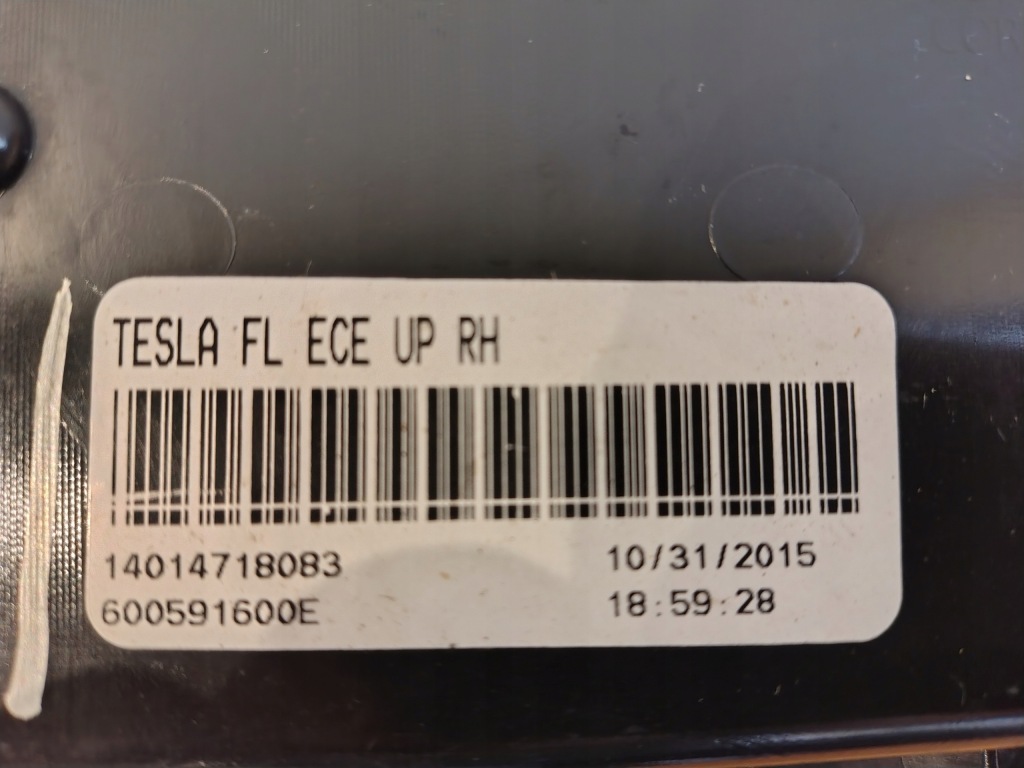 TESLA FL ECE UP RH
14014718083 10/31/2015
600591600E 18:59:28